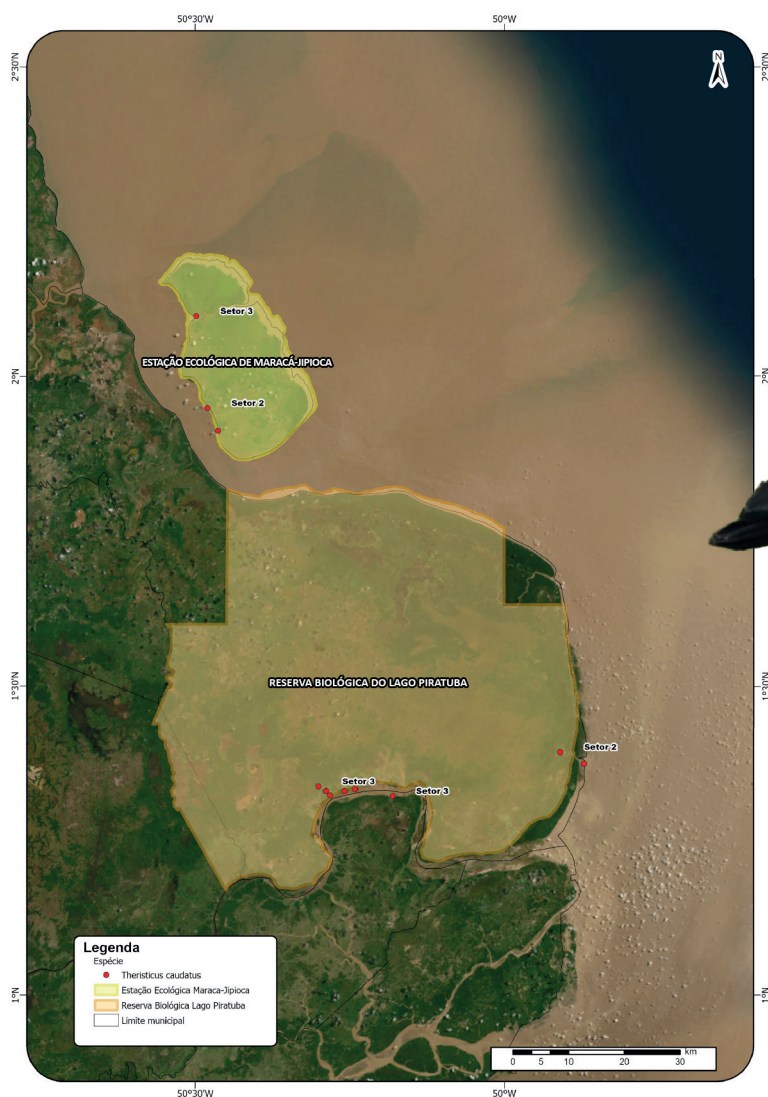 50°30'W
50°W
2°30'N
2°30'N
N
Setor 3
ESTAÇÃO ECOLÓGICA DE MARACÁ-JIPIOCA
2°N
2°N
Setor 2
RESERVA BIOLÓGICA DO LAGO PIRATUBA
1°30'N
1°30'N
Setor 2
Setor 3
Setor 3
Legenda
Espécie
Theristicus caudatus
Estação Ecológica Maraca-Jipioca
Reserva Biológica Lago Piratuba
Limite municipal
1°N
1°N
km
0 5 10 20 30
50°30'W
50°W